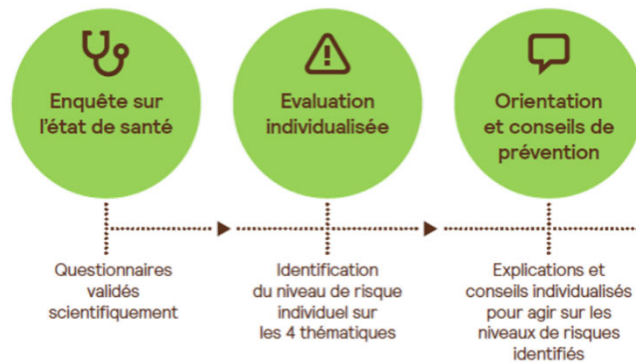 Enquête sur
l'état de santé
Evaluation
individualisée
Orientation
et conseils de
prévention
Questionnaires
validés
scientifiquement
Identification
du niveau de risque
individuel sur
les 4 thématiques
Explications et
conseils individualisés
pour agir sur les
niveaux de risques
identifiés